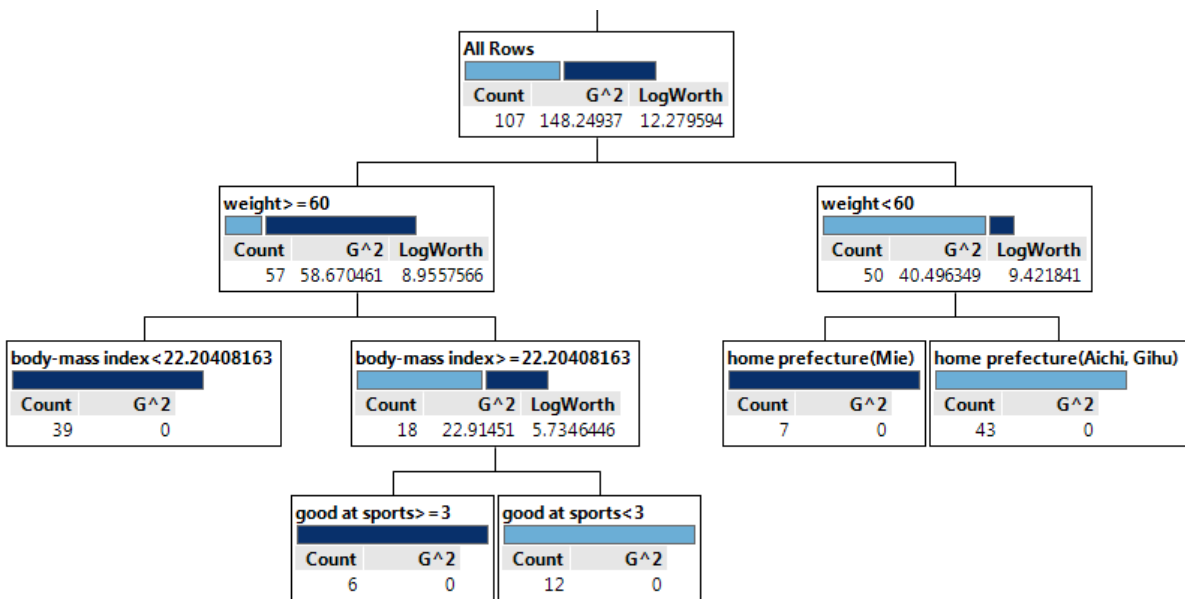 All Rows
Count G^2 LogWorth
107 148.24937 12.279594
weight>=60
Count G^2 LogWorth
57 58.670461 8.9557566
weight<60
Count G^2 LogWorth
50 40.496349 9.421841
body-mass index<22.20408163
Count G^2
39 0
body-mass index>=22.20408163
Count G^2 LogWorth
18 22.91451 5.7346446
home prefecture(Mie)
Count G^2
7 0
home prefecture(Aichi, Gihu)
Count G^2
43 0
good at sports>=3
Count G^2
6 0
good at sports<3
Count G^2
12 0